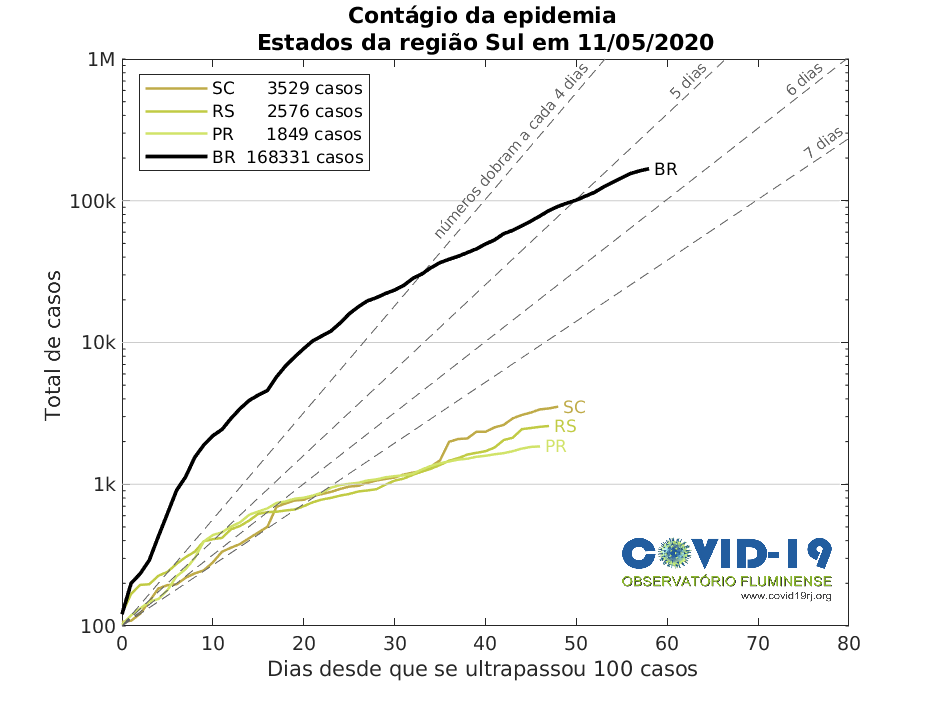 Contágio da epidemia
Estados da região Sul em 11/05/2020
SC 3529 casos
RS 2576 casos
PR 1849 casos
BR 168331 casos
números dobram a cada 4 dias
5 dias
6 dias
7 dias
BR
SC
RS
PR
1M
100k
10k
1k
100
Total de casos
0 10 20 30 40 50 60 70 80
Dias desde que se ultrapassou 100 casos
COVID-19
OBSERVATÓRIO FLUMINENSE
www.covid19rj.org